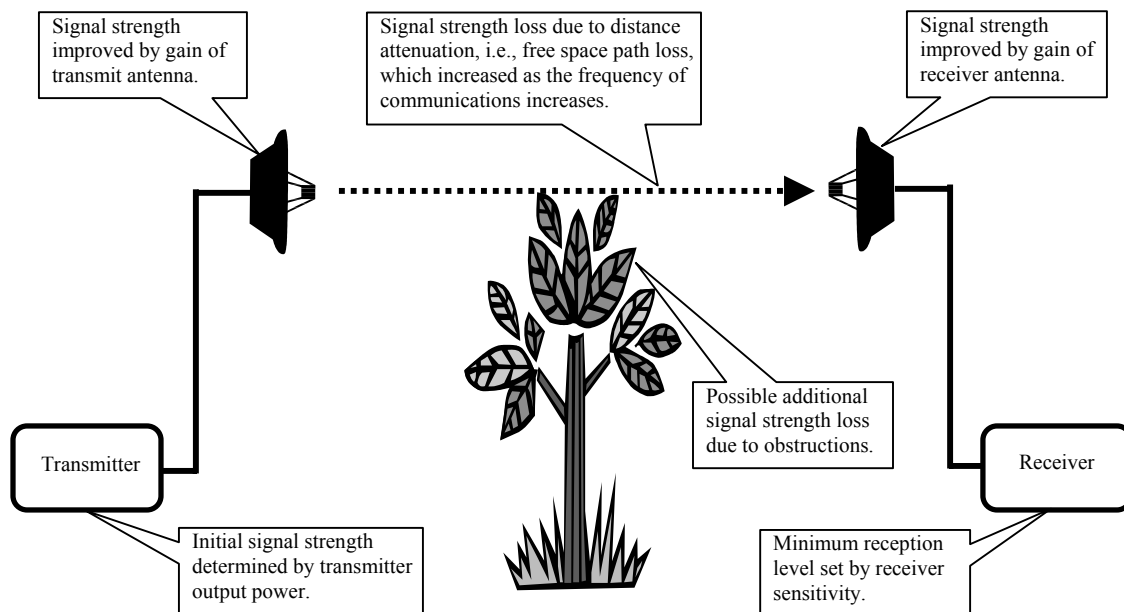 Signal strength
improved by gain of
transmit antenna.
Signal strength loss due to distance
attenuation, i.e., free space path loss,
which increased as the frequency of
communications increases.
Signal strength
improved by gain of
receiver antenna.
Possible additional
signal strength loss
due to obstructions.
Transmitter
Receiver
Initial signal strength
determined by transmitter
output power.
Minimum reception
level set by receiver
sensitivity.